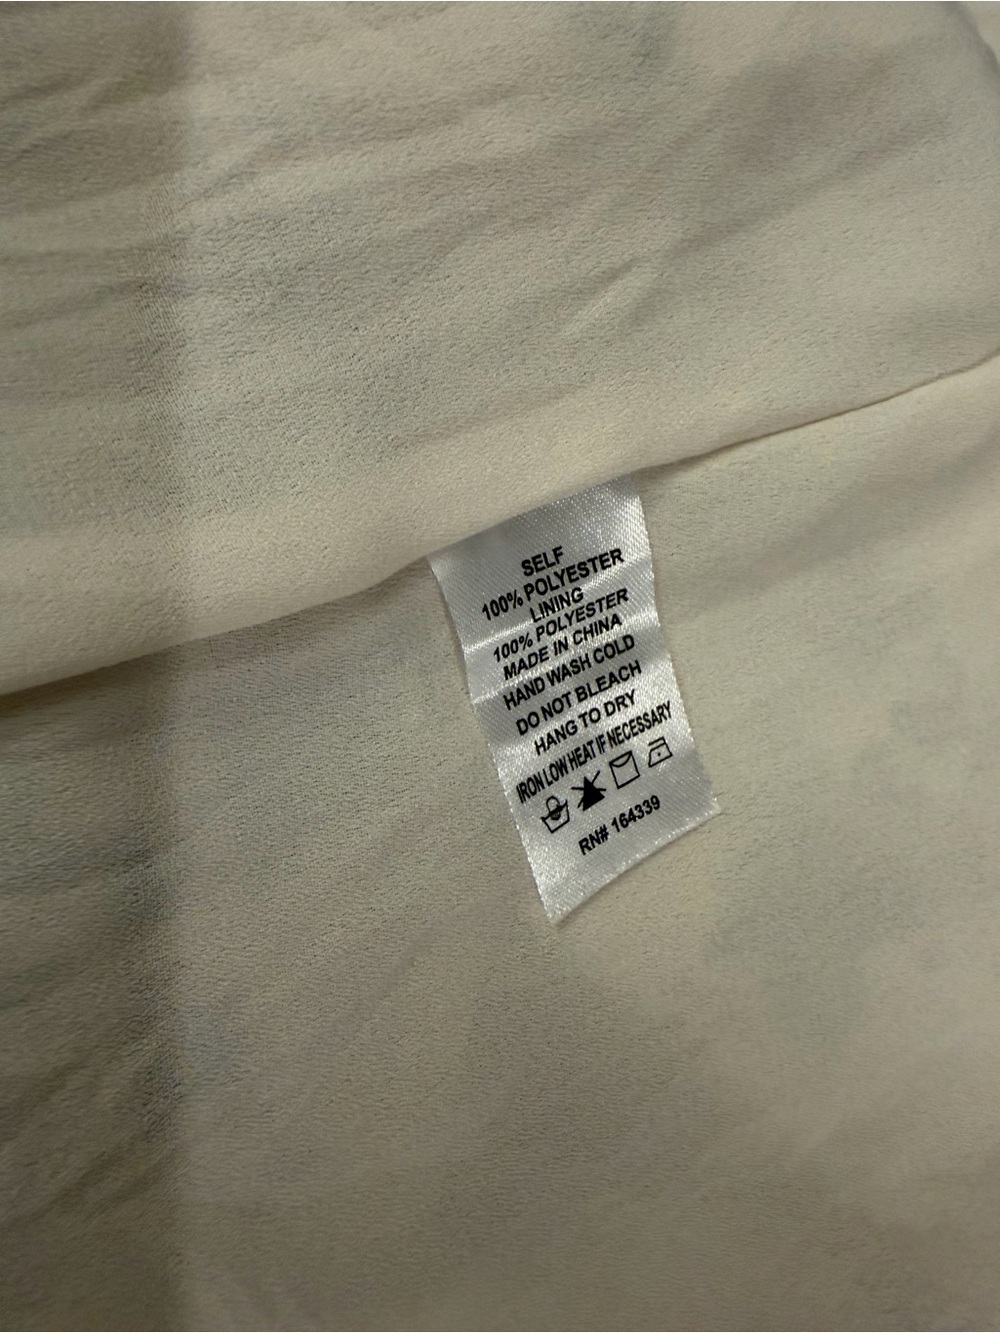 SELF
100% POLYESTER
LINING
100% POLYESTER
MADE IN CHINA
HAND WASH COLD
DO NOT BLEACH
HANG TO DRY
IRON LOW HEAT IF NECESSARY
RN# 164339